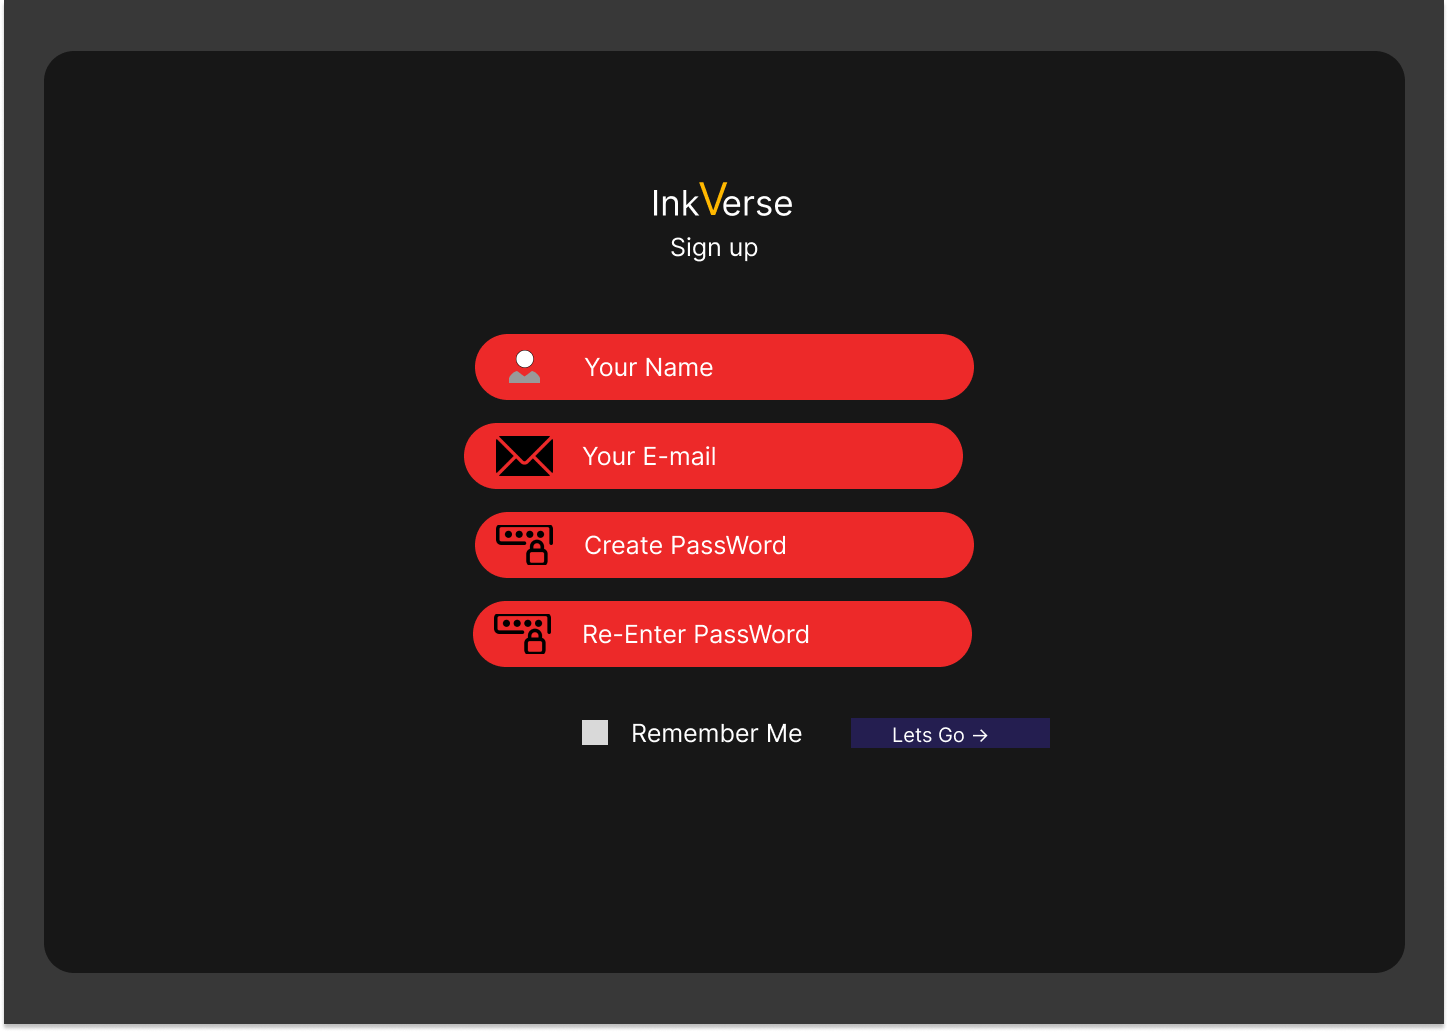 InkVerse
Sign up
Your Name
Your E-mail
Create PassWord
Re-Enter PassWord
Remember Me
Lets Go →